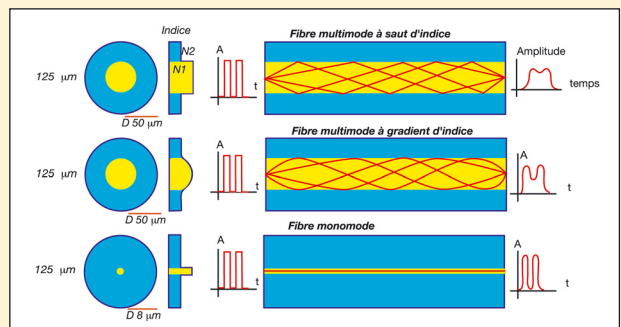 Indice
Fibre multimode à saut d'indice
N2
N1
A
t
Amplitude
temps
125 µm
D 50 µm
Fibre multimode à gradient d'indice
A
t
A
t
125 µm
D 50 µm
Fibre monomode
A
t
A
t
125 µm
D 8 µm